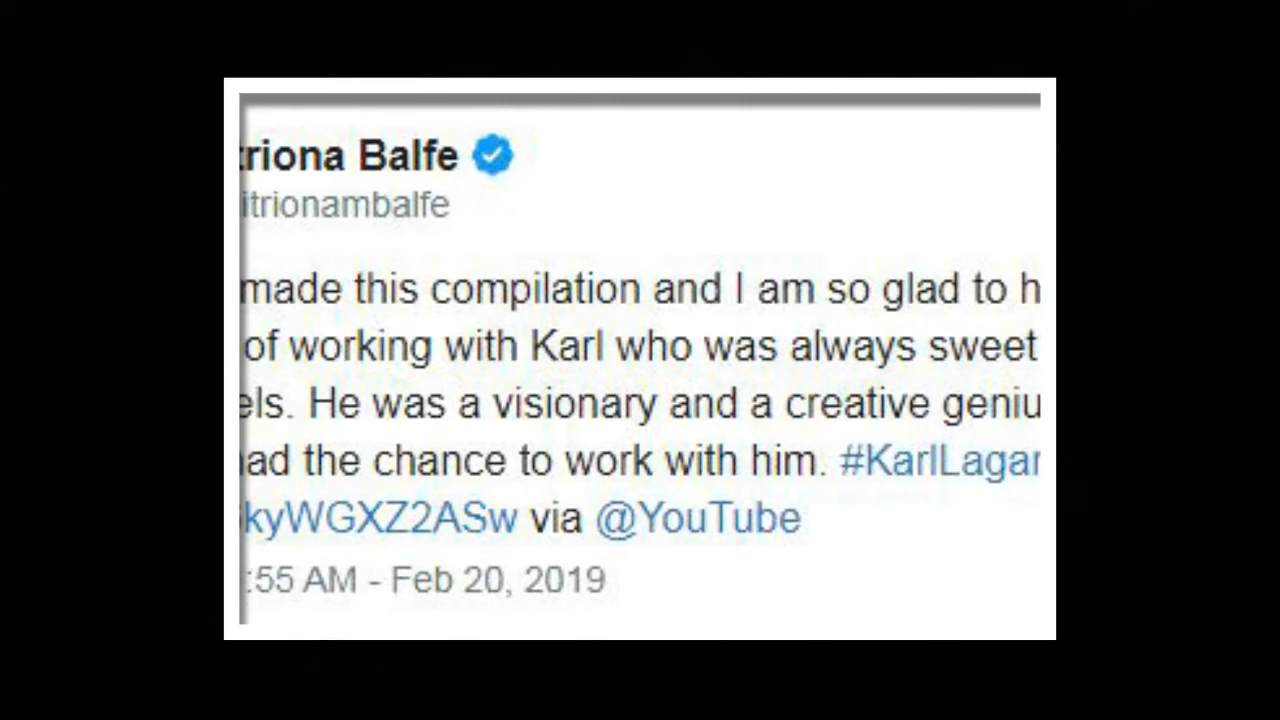 triona Balfe
itrionambalfe
made this compilation and I am so glad to h
of working with Karl who was always sweet
els. He was a visionary and a creative geniu
had the chance to work with him. #KarlLagar
kyWGXZ2ASw via @YouTube
:55 AM - Feb 20, 2019